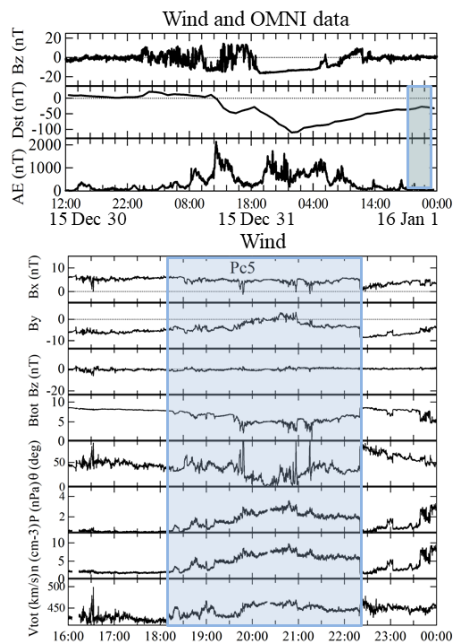 Wind and OMNI data
Bz (nT
20
0
-20
Dst (nT)
0
-50
-100
AE (nT)
2000
1000
0
12:00 22:00 08:00 18:00 04:00 14:00 00:00
15 Dec 30 15 Dec 31 16 Jan 1
Wind
Pc5
Bx (nT)
10
0
By
0
-10
Bz (nT)
0
-20
Btot
10
5
0
θ (deg)
50
P (nPa)
4
2
n (cm-3)
10
5
0
Vtot (km/s)
500
450
16:00 17:00 18:00 19:00 20:00 21:00 22:00 23:00 00:00